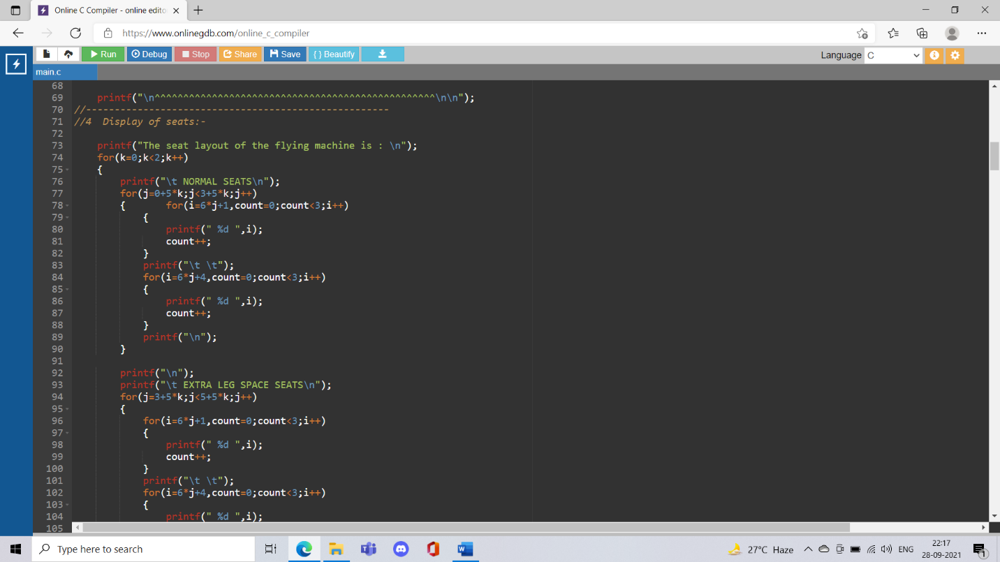 Online C Compiler - online edito
https://www.onlinegdb.com/online_c_compiler
Run Debug Stop Share Save { } Beautify Language C
main.c
68
69 printf("\n^^^^^^^^^^^^^^^^^^^^^^^^^^^^^^^^^^^^^^^^^^^^^^^^^\n\n");
70 //-----------------------------------------------------
71 //4  Display of seats:-
72
73 printf("The seat layout of the flying machine is : \n");
74 for(k=0;k<2;k++)
75 {
76 printf("\t NORMAL SEATS\n");
77 for(j=0+5*k;j<3+5*k;j++)
78 {       for(i=6*j+1,count=0;count<3;i++)
79 {
80 printf(" %d ",i);
81 count++;
82 }
83 printf("\t \t");
84 for(i=6*j+4,count=0;count<3;i++)
85 {
86 printf(" %d ",i);
87 count++;
88 }
89 printf("\n");
90 }
91
92 printf("\n");
93 printf("\t EXTRA LEG SPACE SEATS\n");
94 for(j=3+5*k;j<5+5*k;j++)
95 {
96 for(i=6*j+1,count=0;count<3;i++)
97 {
98 printf(" %d ",i);
99 count++;
100 }
101 printf("\t \t");
102 for(i=6*j+4,count=0;count<3;i++)
103 {
104 printf(" %d ",i);
105
Type here to search
27°C Haze ENG
22:17
28-09-2021
1